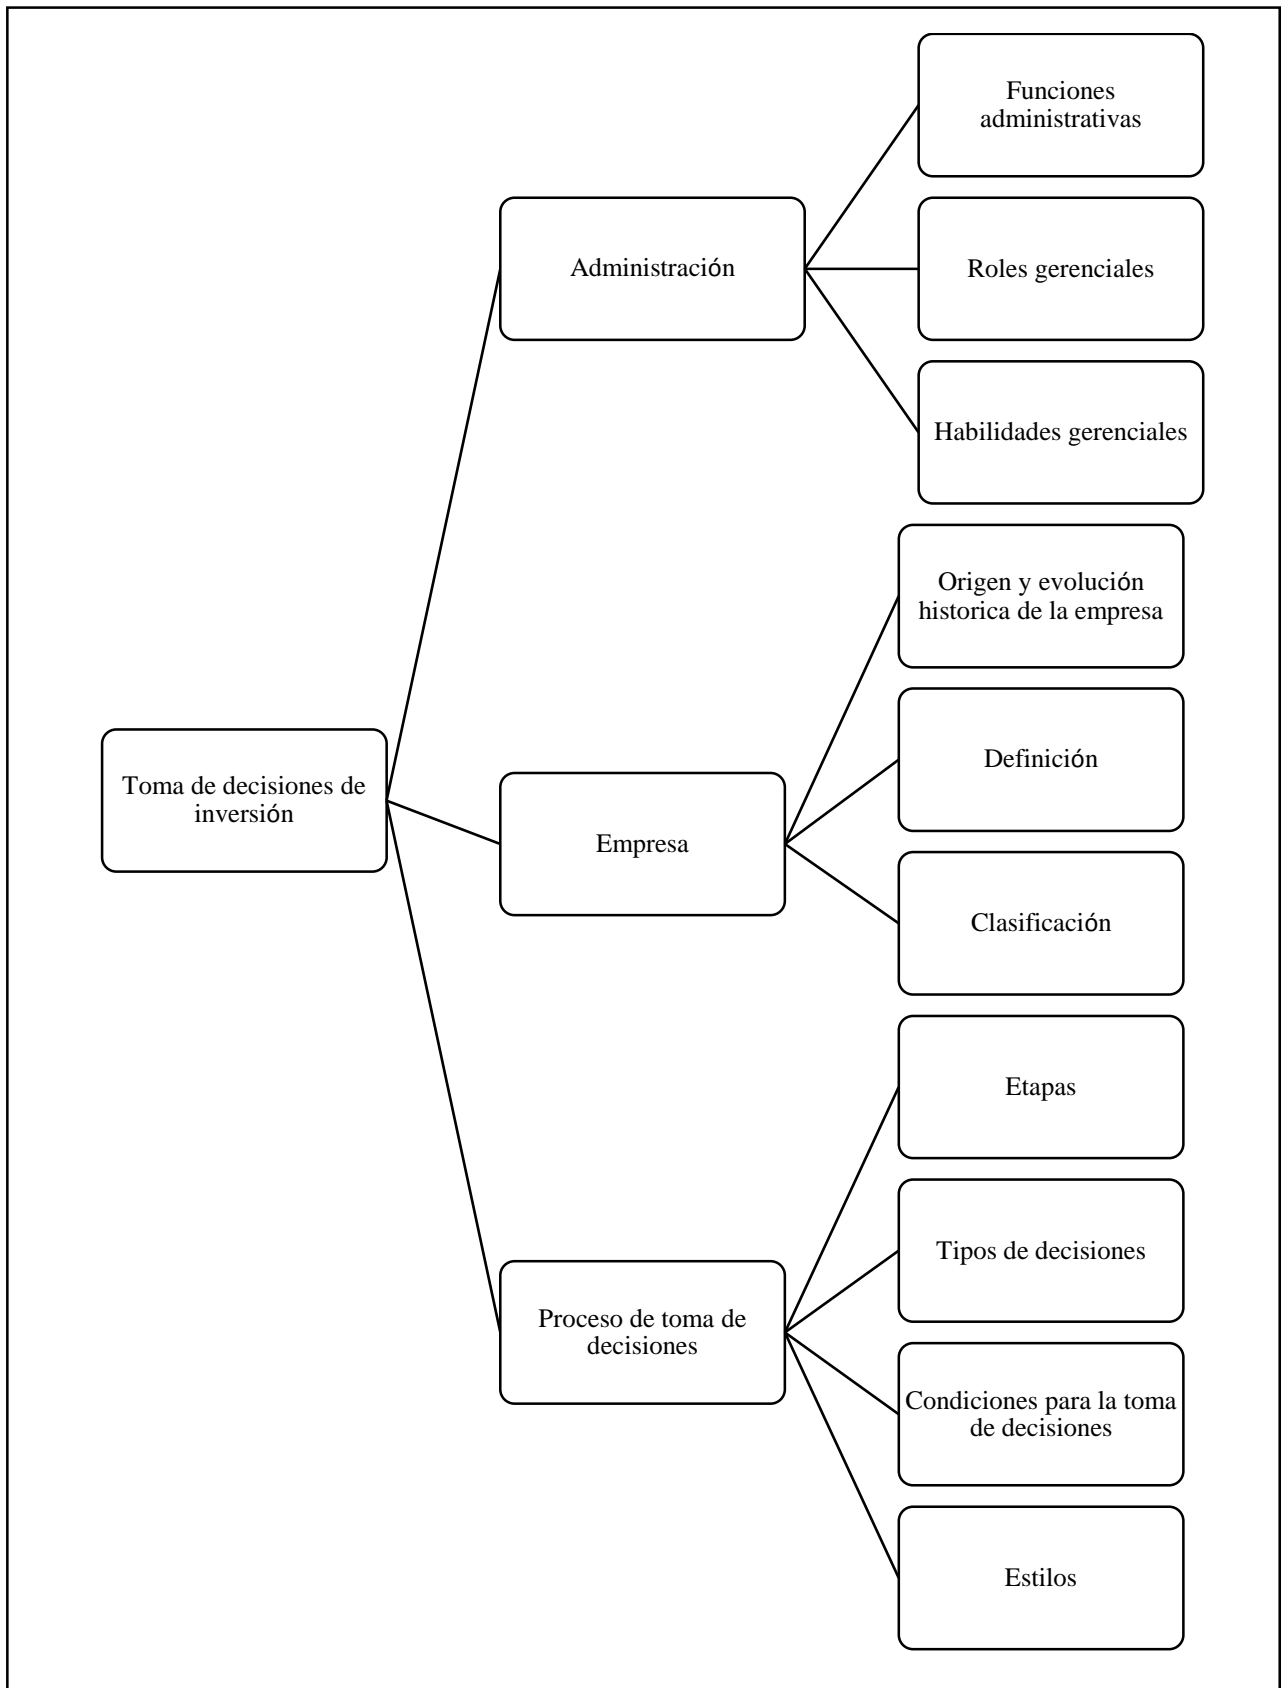 Toma de decisiones de
inversión
Administración
Funciones
administrativas
Roles gerenciales
Habilidades gerenciales
Empresa
Origen y evolución
historica de la empresa
Definición
Clasificación
Proceso de toma de
decisiones
Etapas
Tipos de decisiones
Condiciones para la toma
de decisiones
Estilos